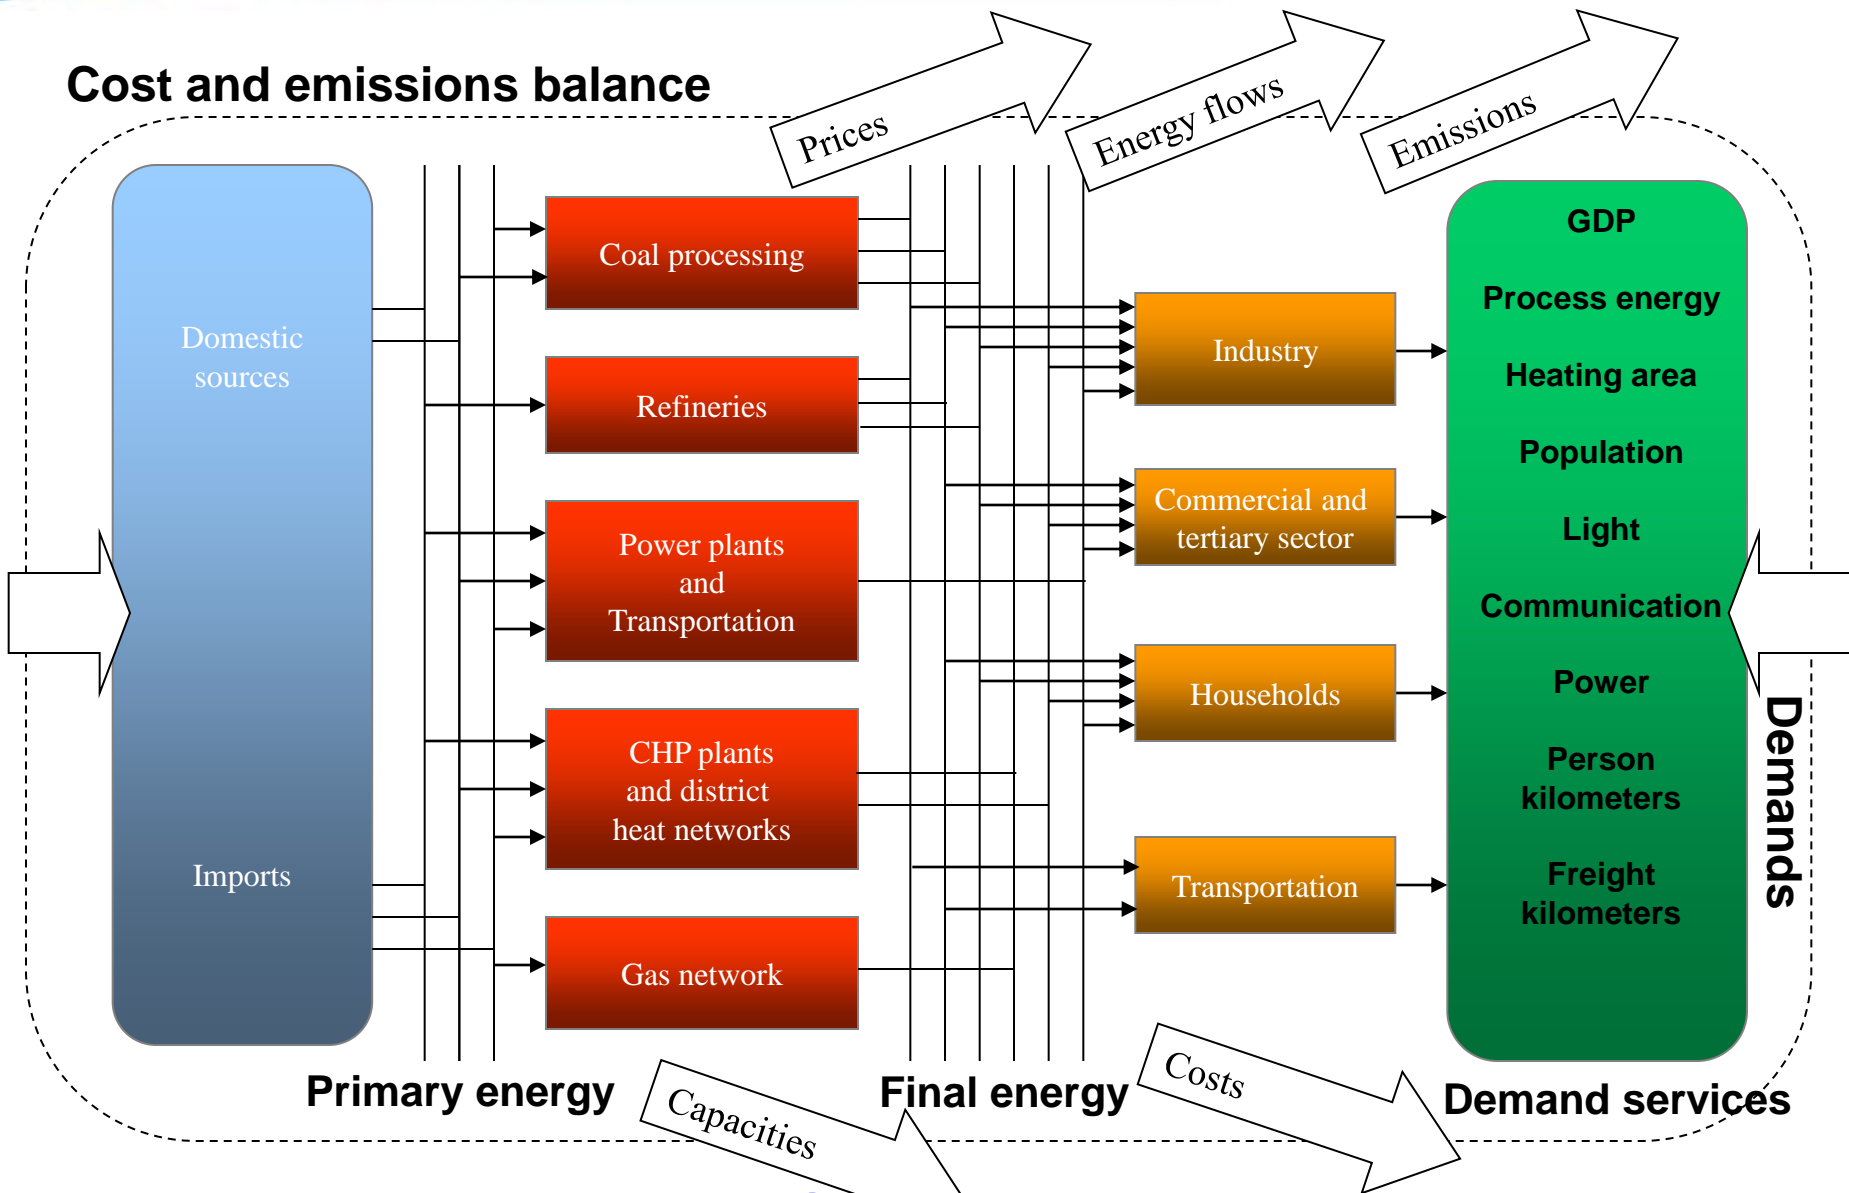 Cost and emissions balance
Prices
Energy flows
Emissions
Domestic
sources
Imports
Coal processing
Refineries
Power plants
and
Transportation
CHP plants
and district
heat networks
Gas network
Industry
Commercial and
tertiary sector
Households
Transportation
GDP
Process energy
Heating area
Population
Light
Communication
Power
Person
kilometers
Freight
kilometers
Demands
Primary energy
Final energy
Demand services
Capacities
Costs